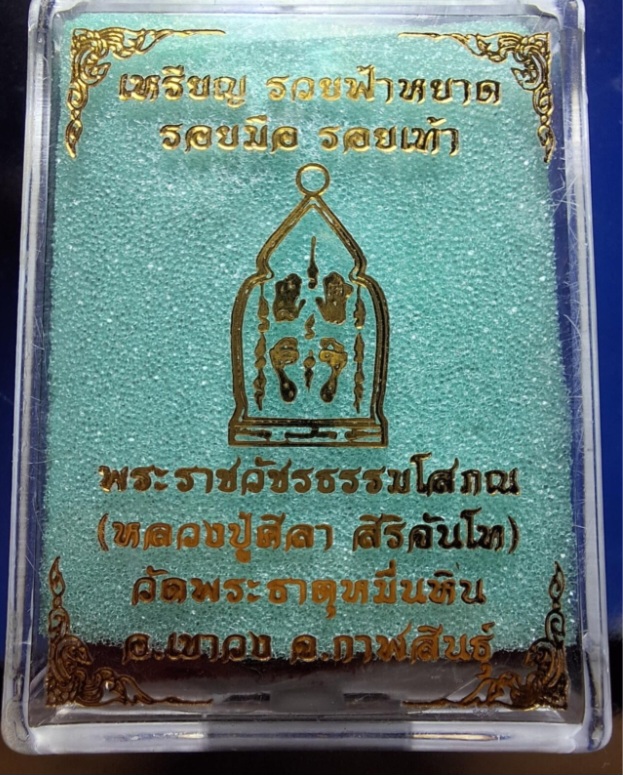 เหรียญ รวยฟ้าหยาด
รอยมือ รอยเท้า
พระราชวัชรธรรมโสภณ
(หลวงปู่ศิลา สิริจันโท)
วัดพระธาตุหมื่นหิน
อ.เขาวง จ.กาฬสินธุ์